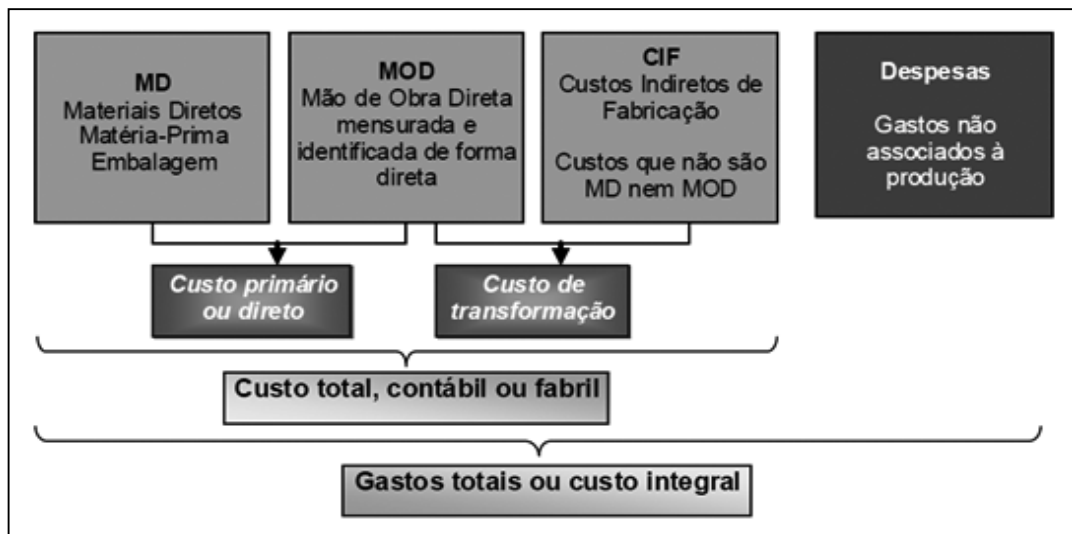 MD
Materiais Diretos
Matéria-Prima
Embalagem
MOD
Mão de Obra Direta
mensurada e
identificada de forma
direta
CIF
Custos Indiretos de
Fabricação
Custos que não são
MD nem MOD
Despesas
Gastos não
associados à
produção
Custo primário
ou direto
Custo de
transformação
Custo total, contábil ou fabril
Gastos totais ou custo integral